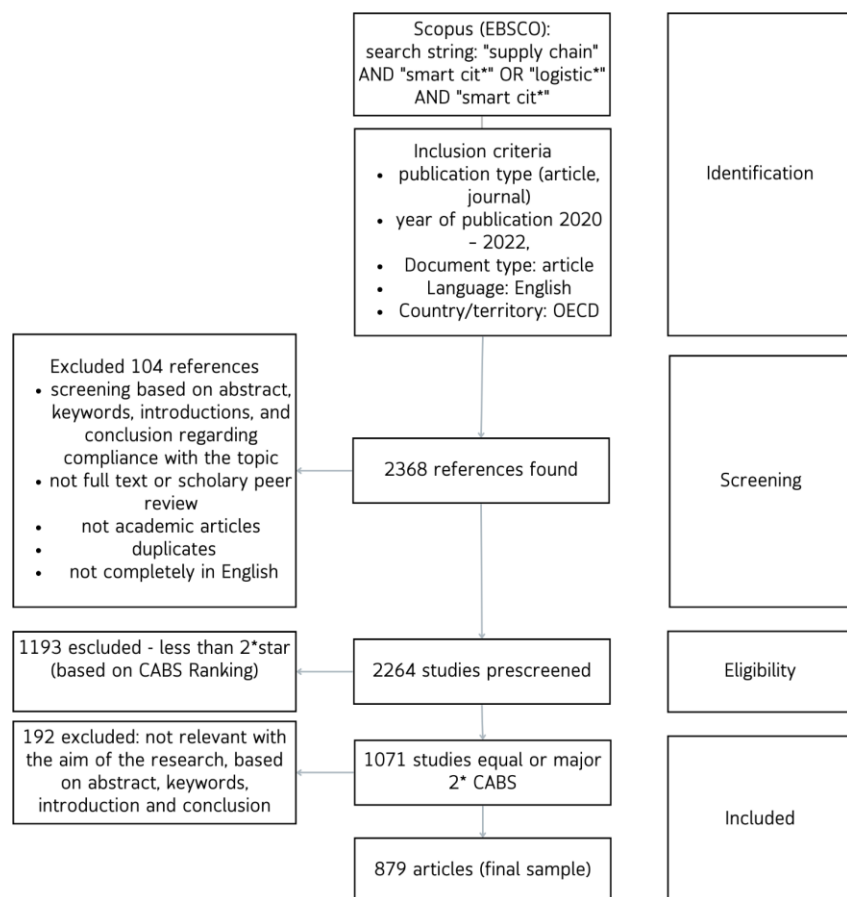 Scopus (EBSCO):
search string: "supply chain"
AND "smart cit*" OR "logistic*"
AND "smart cit*"
Identification
Inclusion criteria
• publication type (article,
journal)
• year of publication 2020
– 2022,
• Document type: article
• Language: English
• Country/territory: OECD
Excluded 104 references
• screening based on abstract,
keywords, introductions, and
conclusion regarding
compliance with the topic
• not full text or scholary peer
review
• not academic articles
• duplicates
• not completely in English
2368 references found
Screening
1193 escluded - less than 2*star
(based on CABS Ranking)
2264 studies prescreened
Eligibility
192 excluded: not relevant with
the aim of the research, based
on abstract, keywords,
introduction and conclusion
1071 studies equal or major
2* CABS
Included
879 articles (final sample)